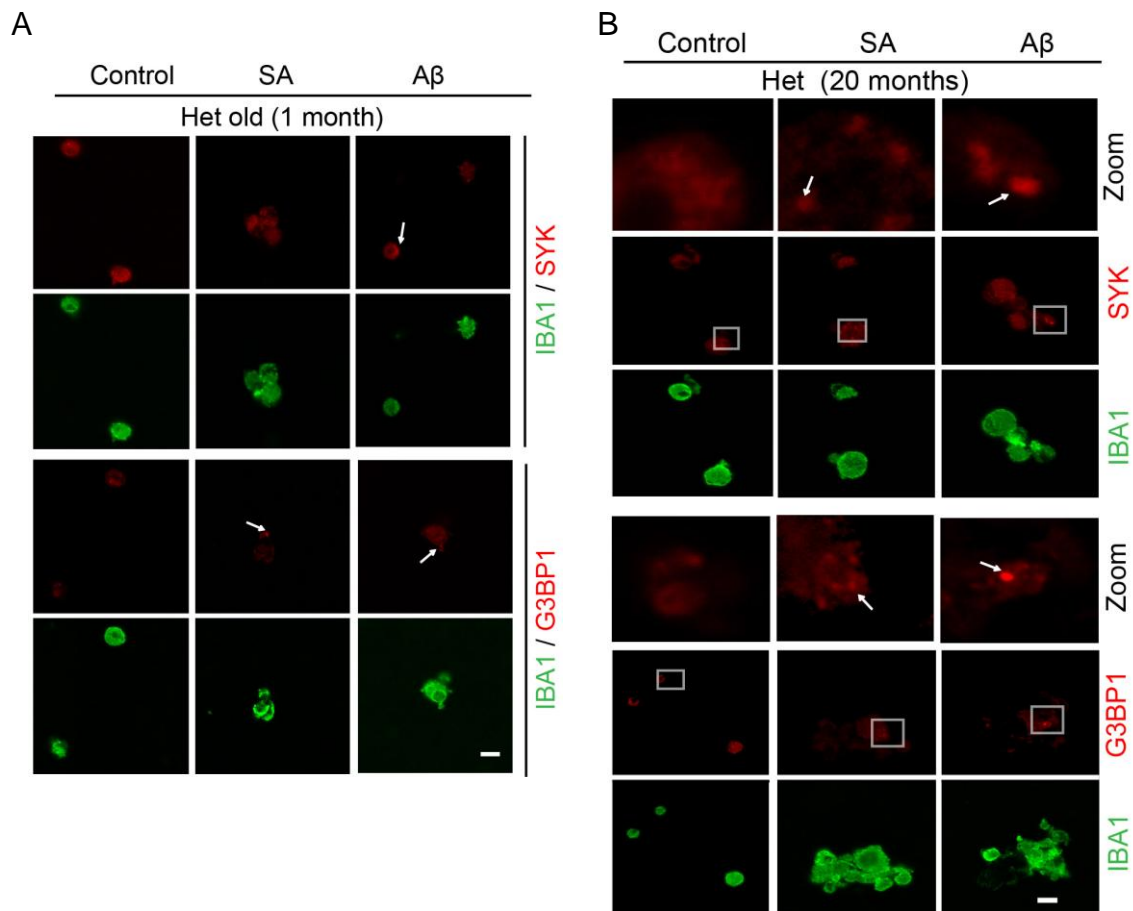 A
Control SA Aβ
Het old (1 month)
IBA1 / SYK
IBA1 / G3BP1
B
Control SA Aβ
Het (20 months)
Zoom
SYK
IBA1
Zoom
G3BP1
IBA1